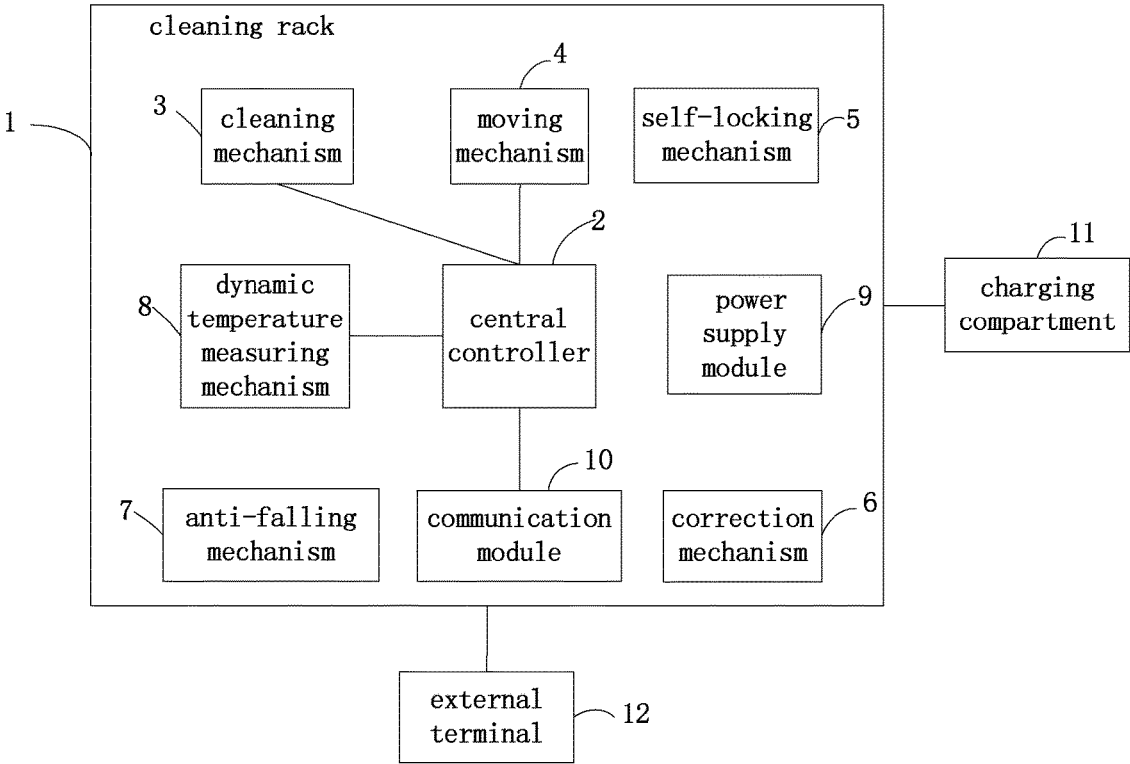 cleaning rack
1
3
cleaning
mechanism
4
moving
mechanism
self-locking
mechanism
5
2
central
controller
8
dynamic
temperature
measuring
mechanism
power
supply
module
9
11
charging
compartment
7
anti-falling
mechanism
10
communication
module
correction
mechanism
6
external
terminal
12